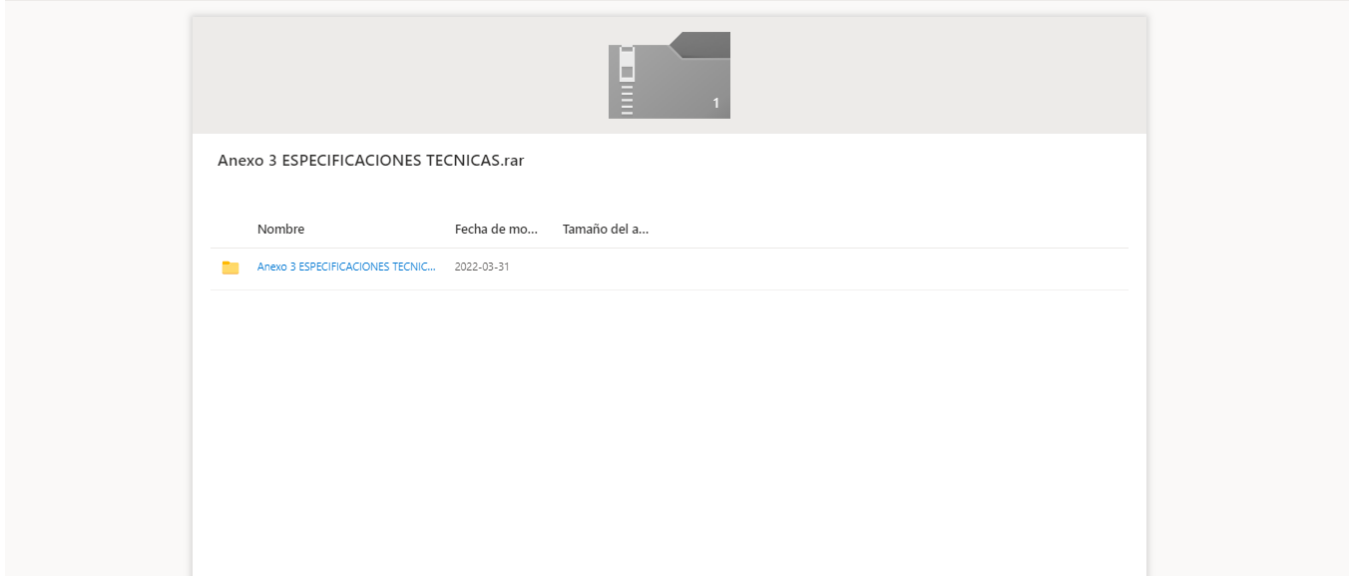 1
Anexo 3 ESPECIFICACIONES TECNICAS.rar
Nombre Fecha de mo... Tamaño del a...
Anexo 3 ESPECIFICACIONES TECNIC... 2022-03-31